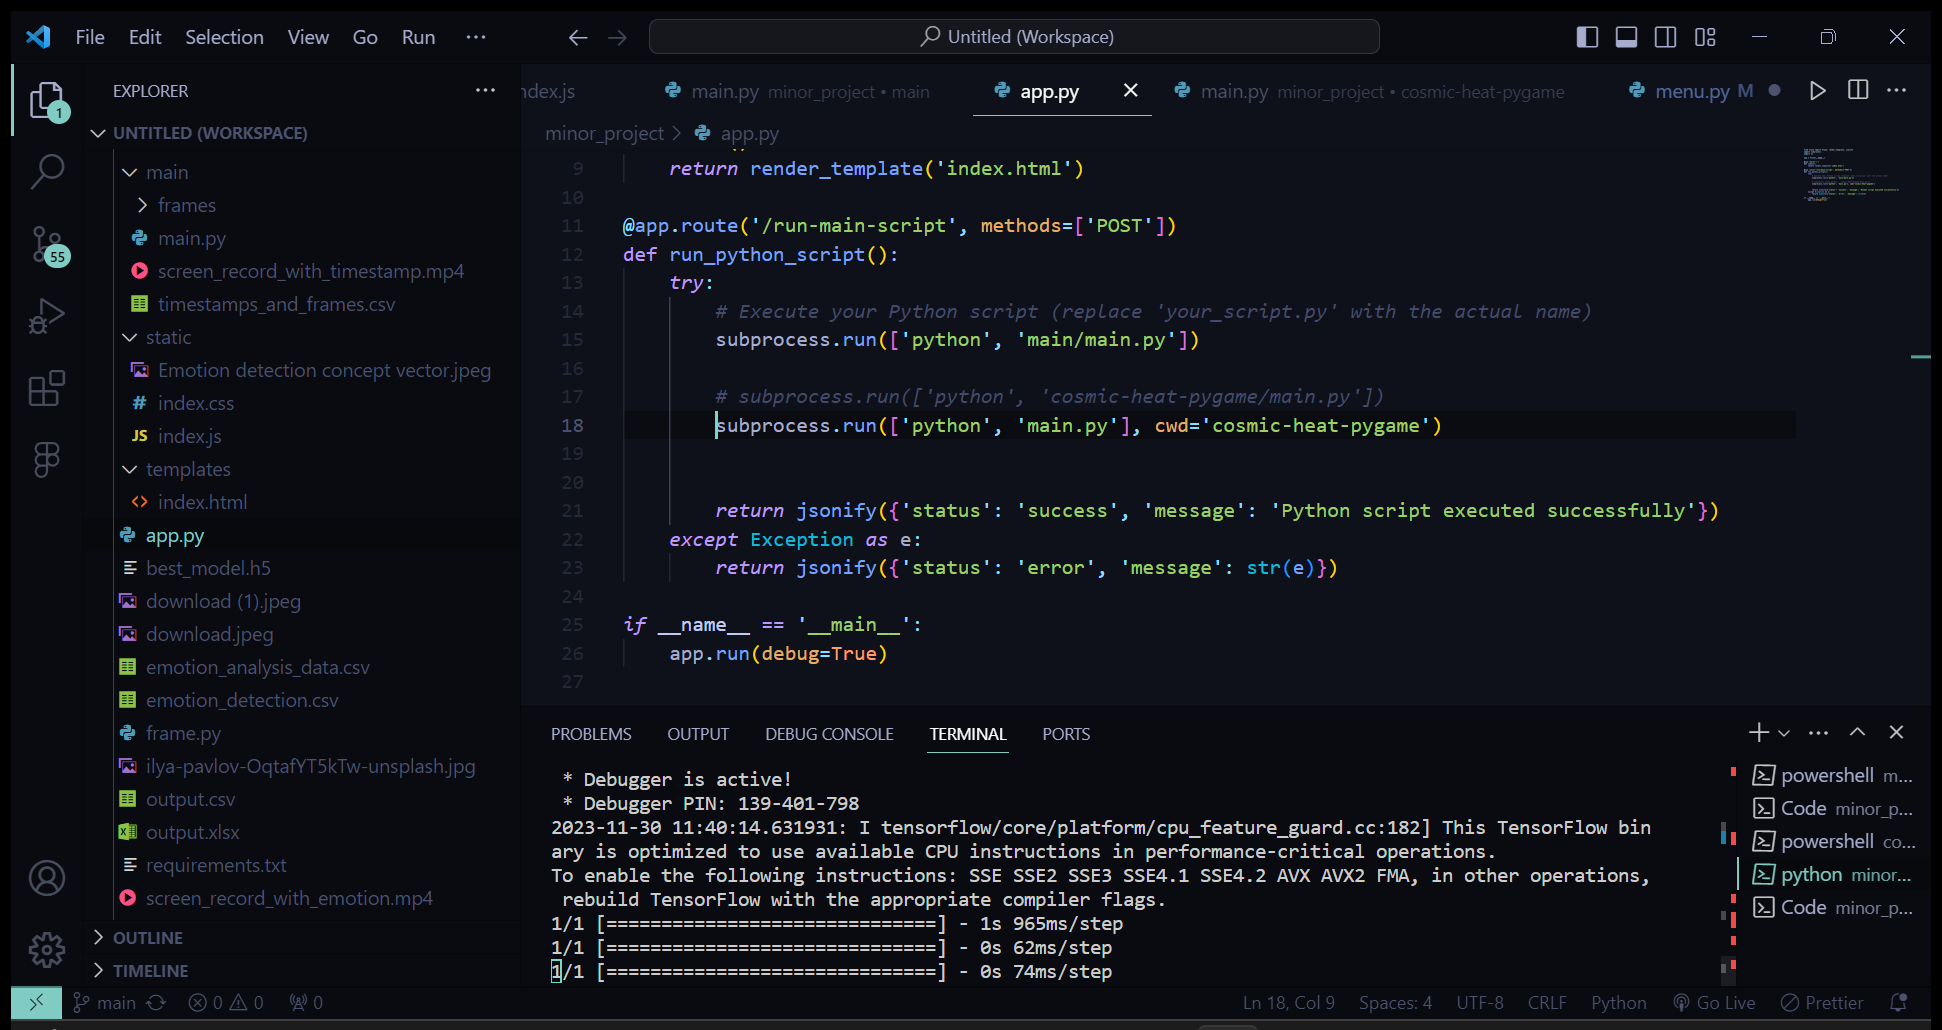 File Edit Selection View Go Run ···
Untitled (Workspace)
EXPLORER
1
UNTITLED (WORKSPACE)
main
frames
main.py
screen_record_with_timestamp.mp4
timestamps_and_frames.csv
static
Emotion detection concept vector.jpeg
# index.css
JS index.js
templates
<> index.html
app.py
best_model.h5
download (1).jpeg
download.jpeg
emotion_analysis_data.csv
emotion_detection.csv
frame.py
ilya-pavlov-OqtafYT5kTw-unsplash.jpg
output.csv
output.xlsx
requirements.txt
screen_record_with_emotion.mp4
OUTLINE
TIMELINE
55
ndex.js
main.py minor_project • main
app.py
main.py minor_project • cosmic-heat-pygame
menu.py M
minor_project > app.py
9 return render_template('index.html')
10
11 @app.route('/run-main-script', methods=['POST'])
12 def run_python_script():
13 try:
14 # Execute your Python script (replace 'your_script.py' with the actual name)
15 subprocess.run(['python', 'main/main.py'])
16
17 # subprocess.run(['python', 'cosmic-heat-pygame/main.py'])
18 subprocess.run(['python', 'main.py'], cwd='cosmic-heat-pygame')
19
20
21 return jsonify({'status': 'success', 'message': 'Python script executed successfully'})
22 except Exception as e:
23 return jsonify({'status': 'error', 'message': str(e)})
24
25 if __name__ == '__main__':
26 app.run(debug=True)
27
PROBLEMS OUTPUT DEBUG CONSOLE TERMINAL PORTS
* Debugger is active!
* Debugger PIN: 139-401-798
2023-11-30 11:40:14.631931: I tensorflow/core/platform/cpu_feature_guard.cc:182] This TensorFlow bin
ary is optimized to use available CPU instructions in performance-critical operations.
To enable the following instructions: SSE SSE2 SSE3 SSE4.1 SSE4.2 AVX AVX2 FMA, in other operations,
rebuild TensorFlow with the appropriate compiler flags.
1/1 [==============================] - 1s 965ms/step
1/1 [==============================] - 0s 62ms/step
1/1 [==============================] - 0s 74ms/step
powershell m...
Code minor_p...
powershell co...
python minor...
Code minor_p...
main 0 0 0
Ln 18, Col 9 Spaces: 4 UTF-8 CRLF Python Go Live Prettier